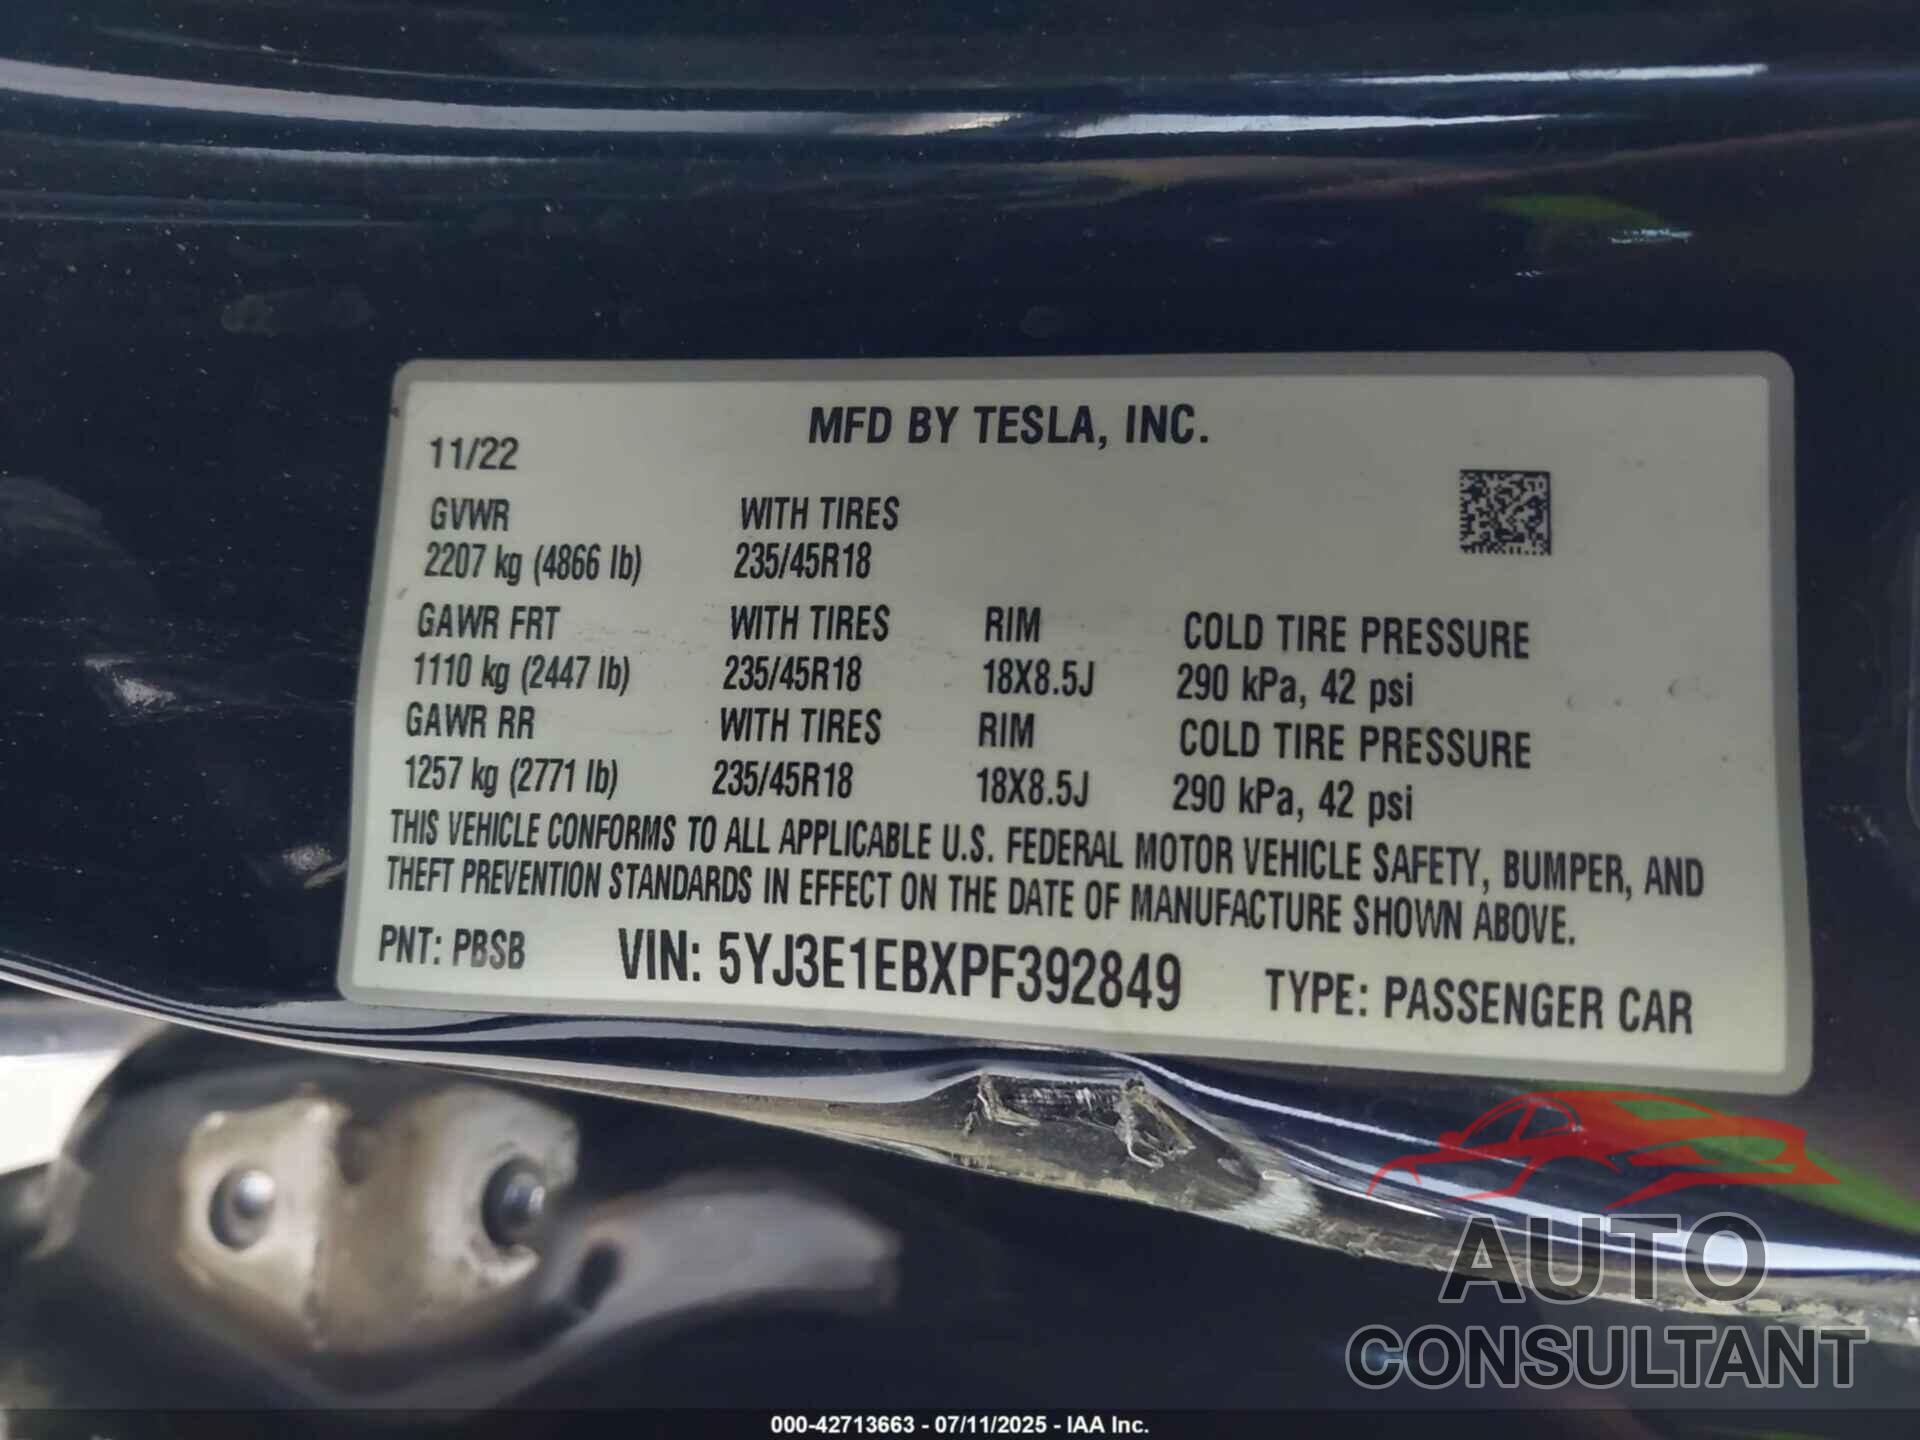 MFD BY TESLA, INC.
11/22
GVWR WITH TIRES
2207 kg (4866 lb) 235/45R18
GAWR FRT WITH TIRES RIM COLD TIRE PRESSURE
1110 kg (2447 lb) 235/45R18 18X8.5J 290 kPa, 42 psi
GAWR RR WITH TIRES RIM COLD TIRE PRESSURE
1257 kg (2771 lb) 235/45R18 18X8.5J 290 kPa, 42 psi
THIS VEHICLE CONFORMS TO ALL APPLICABLE U.S. FEDERAL MOTOR VEHICLE SAFETY, BUMPER, AND
THEFT PREVENTION STANDARDS IN EFFECT ON THE DATE OF MANUFACTURE SHOWN ABOVE.
PNT: PBSB VIN: 5YJ3E1EBXPF392849 TYPE: PASSENGER CAR
AUTO
CONSULTANT
000-42713663 - 07/11/2025 - IAA Inc.